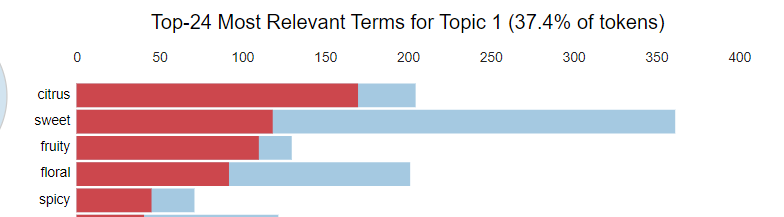 Top-24 Most Relevant Terms for Topic 1 (37.4% of tokens)
0 50 100 150 200 250 300 350 400
citrus
sweet
fruity
floral
spicy